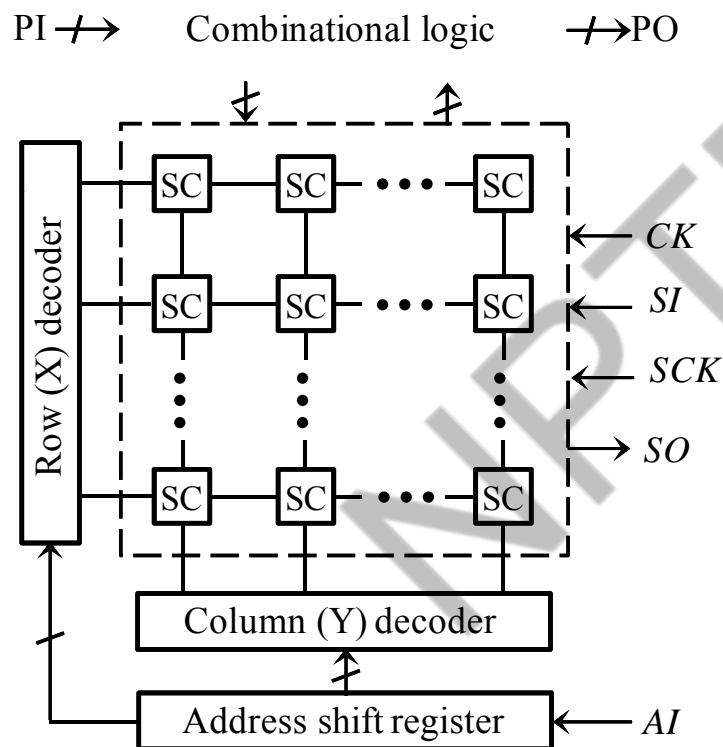 PI Combinational logic PO
SC SC SC
CK
SC SC SC
SI
SCK
SO
SC SC SC
Row (X) decoder
Column (Y) decoder
Address shift register
AI
NPT